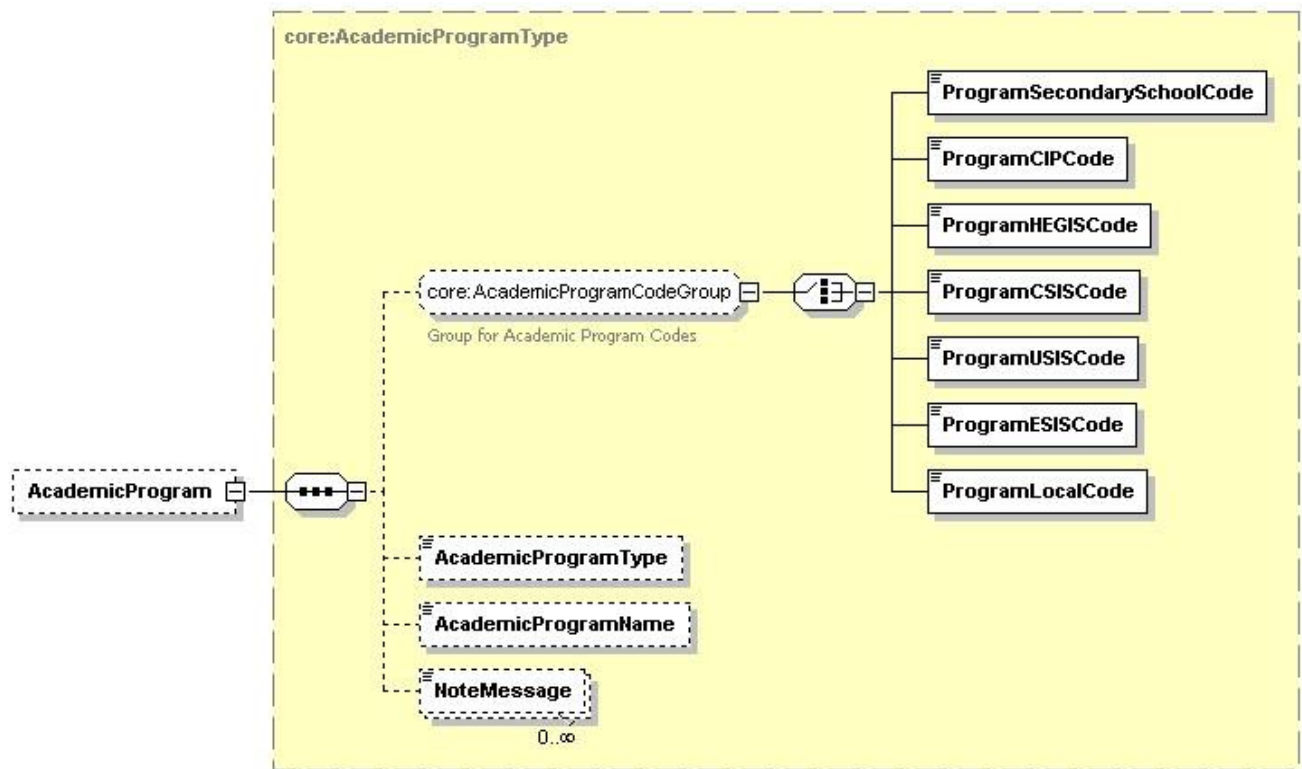 core:AcademicProgramType
ProgramSecondarySchoolCode
ProgramCIPCode
ProgramHEGISCode
core:AcademicProgramCodeGroup
ProgramCSISCode
Group for Academic Program Codes
ProgramUSISCode
ProgramESISCode
AcademicProgram
ProgramLocalCode
AcademicProgramType
AcademicProgramName
NoteMessage
0..∞